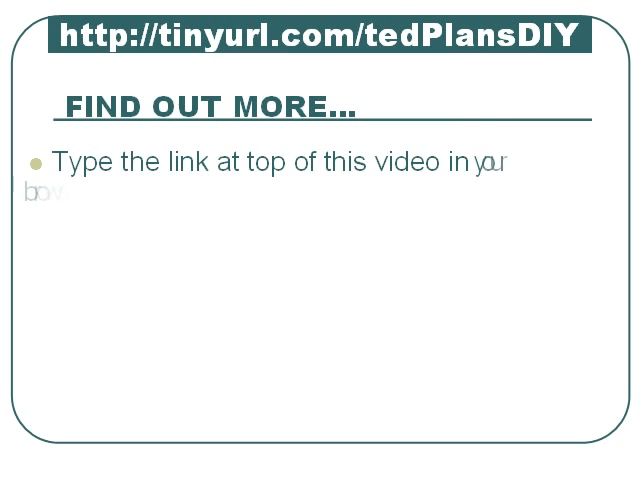 http://tinyurl.com/tedPlansDIY
FIND OUT MORE...
Type the link at top of this video in your